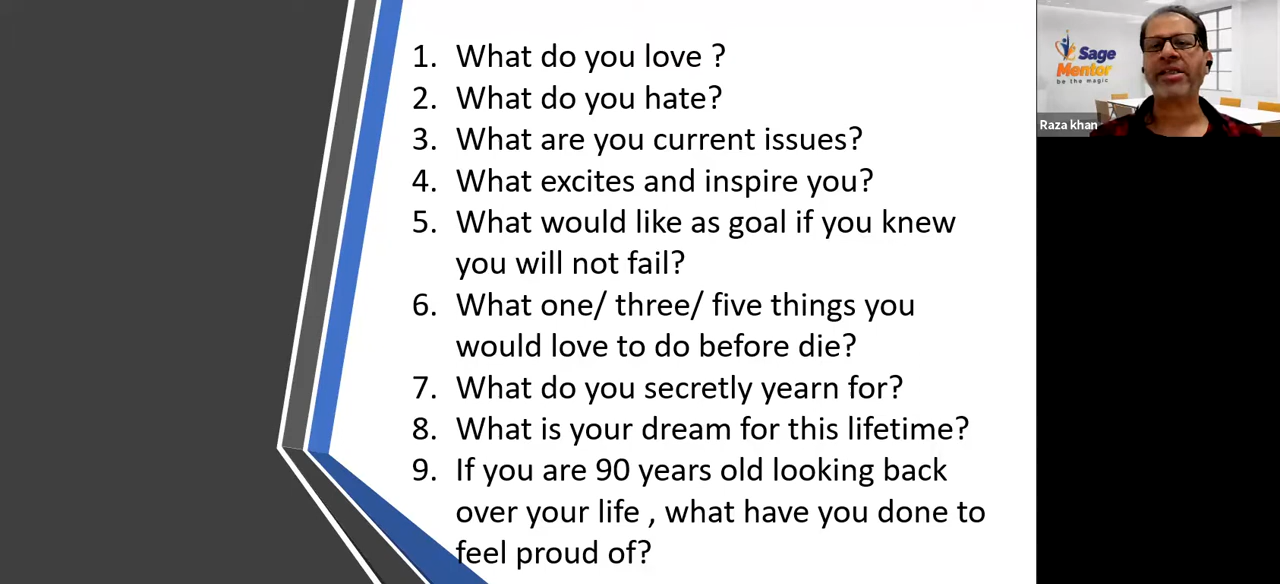 1. What do you love ?
2. What do you hate?
3. What are you current issues?
4. What excites and inspire you?
5. What would like as goal if you knew
you will not fail?
6. What one/ three/ five things you
would love to do before die?
7. What do you secretly yearn for?
8. What is your dream for this lifetime?
9. If you are 90 years old looking back
over your life , what have you done to
feel proud of?
Sage
Mentor
be the magic
Raza khan